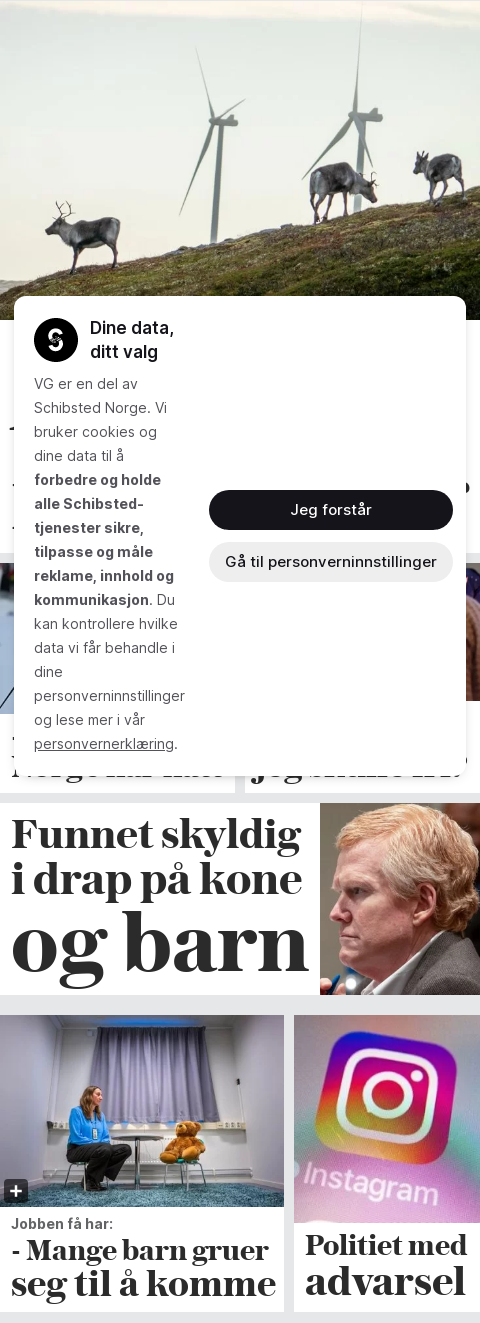 Dine data,
ditt valg
VG er en del av
Schibsted Norge. Vi
bruker cookies og
dine data til å
forbedre og holde
alle Schibsted-
tjenester sikre,
tilpasse og måle
reklame, innhold og
kommunikasjon. Du
kan kontrollere hvilke
data vi får behandle i
dine
personverninnstillinger
og lese mer i vår
personvernerklæring.
Jeg forstår
Gå til personverninnstillinger
Funnet skyldig
i drap på kone
og barn
Instagram
Jobben få har:
- Mange barn gruer
seg til å komme
Politiet med
advarsel